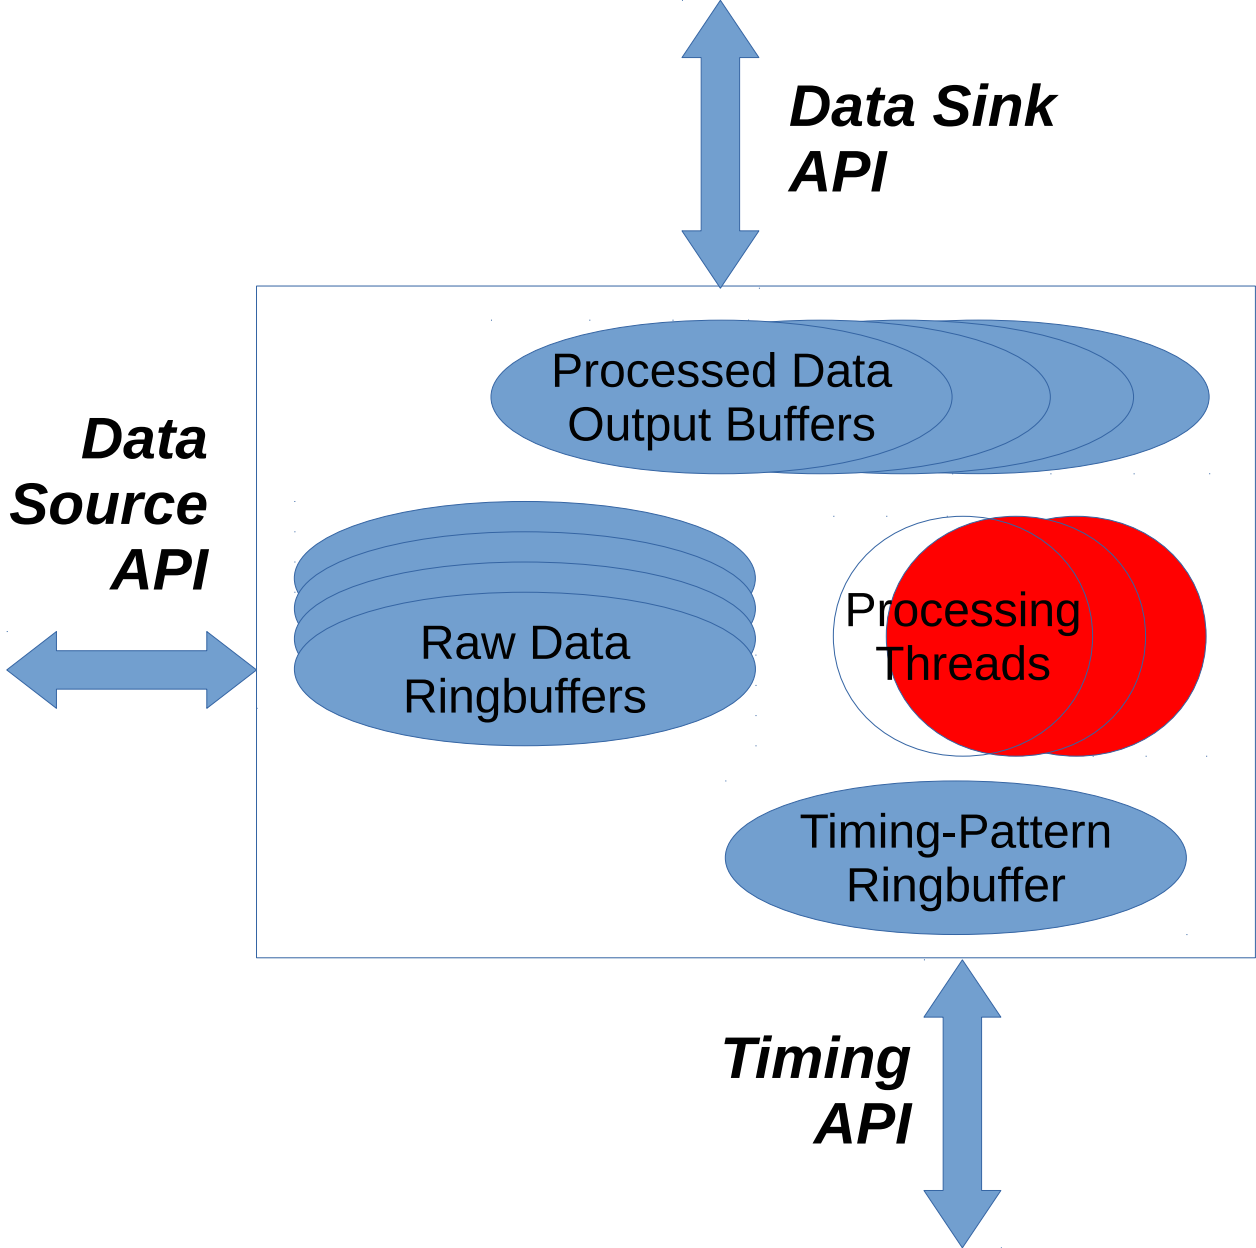 Data Sink
API
Processed Data
Output Buffers
Data
Source
API
Raw Data
Ringbuffers
Processing
Threads
Timing-Pattern
Ringbuffer
Timing
API